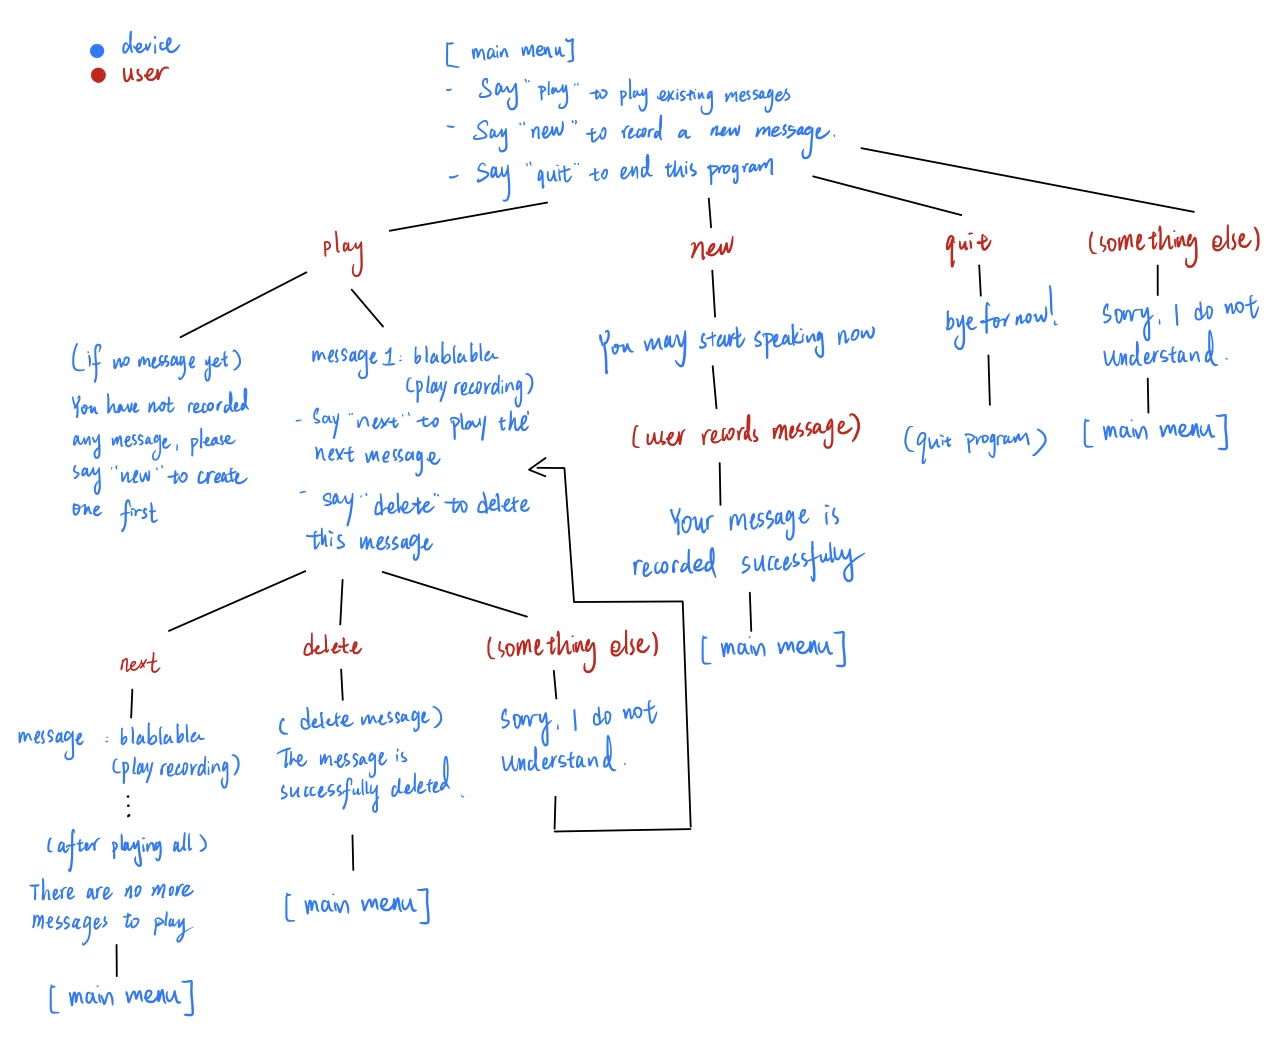 device
user
[ main menu]
- Say "play" to play existing messages
- Say "new" to record a new message.
- Say "quit" to end this program
play
new
quit
(something else)
(if no message yet)
You have not recorded
any message, please
say "new" to create
one first
message 1: blablabla
(play recording)
- say "next" to play the
next message
- say "delete" to delete
this message
You may start speaking now
(user records message)
Your message is
recorded successfully
[ main menu]
bye for now!
(quit program)
Sorry, I do not
understand.
[ main menu]
next
message : blablabla
(play recording)
⋮
(after playing all)
There are no more
messages to play
[ main menu]
delete
( delete message)
The message is
successfully deleted.
[ main menu]
(something else)
Sorry, I do not
understand.